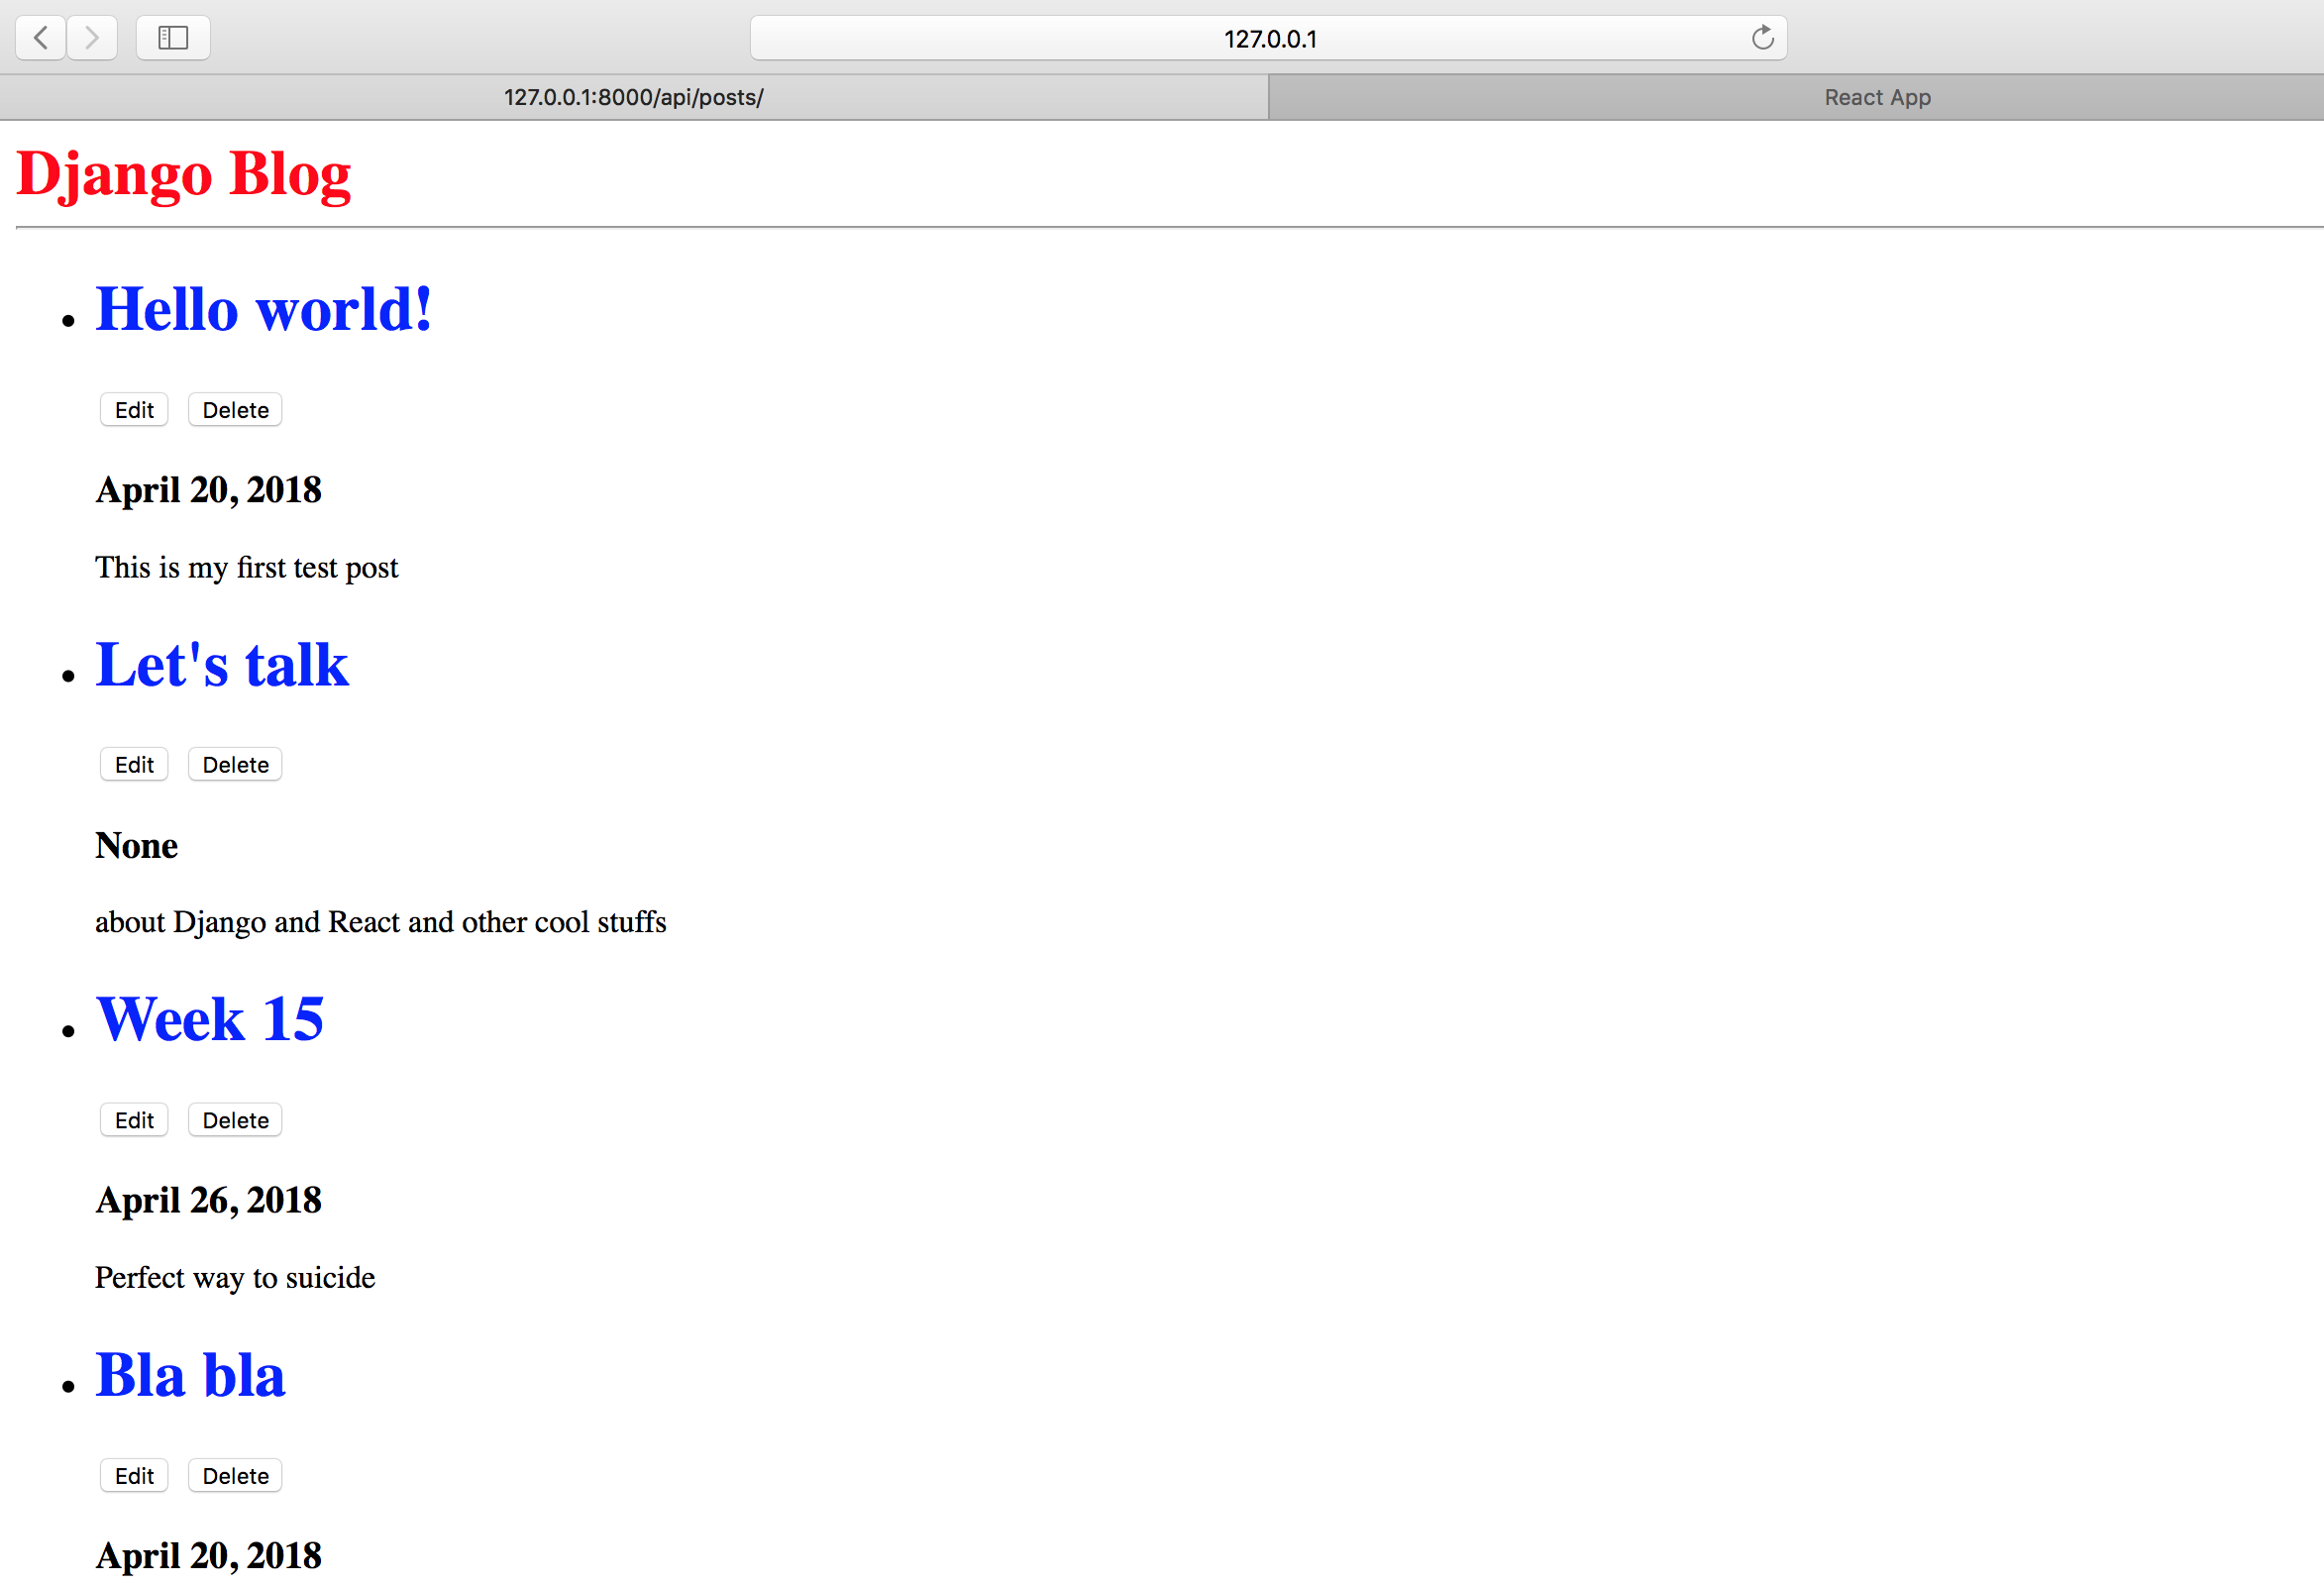 127.0.0.1
127.0.0.1:8000/api/posts/
React App
Django Blog
Hello world!
Edit Delete
April 20, 2018
This is my first test post
Let's talk
Edit Delete
None
about Django and React and other cool stuffs
Week 15
Edit Delete
April 26, 2018
Perfect way to suicide
Bla bla
Edit Delete
April 20, 2018